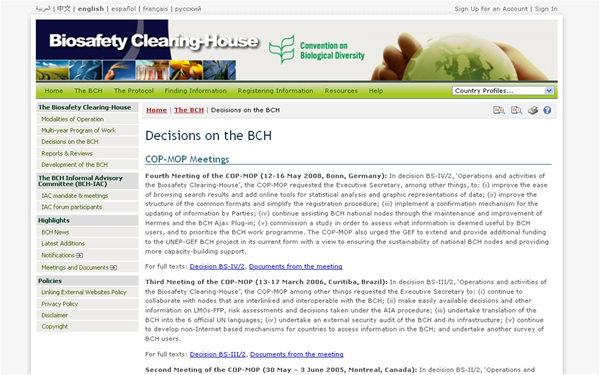 العربية | 中文 | english | español | français | русский
Sign Up for an Account | Sign In
Biosafety Clearing-House
Convention on
Biological Diversity
Home The BCH The Protocol Finding Information Registering Information Resources Help
Country Profiles...
The Biosafety Clearing-House
Modalities of Operation
Multi-year Program of Work
Decisions on the BCH
Reports & Reviews
Development of the BCH
The BCH Informal Advisory
Committee (BCH-IAC)
IAC mandate & meetings
IAC forum participants
Highlights
BCH News
Latest Additions
Notifications
Meetings and Documents
Policies
Linking External Websites Policy
Privacy Policy
Disclaimer
Copyright
Home | The BCH | Decisions on the BCH
Decisions on the BCH
COP-MOP Meetings
Fourth Meeting of the COP-MOP (12-16 May 2008, Bonn, Germany): In decision BS-IV/2, 'Operations and activities of
the Biosafety Clearing-House', the COP-MOP requested the Executive Secretary, among other things, to: (i) improve the ease
of browsing search results and add online tools for statistical analysis and graphic representations of data; (ii) improve the
structure of the common formats and simplify the registration procedure; (iii) implement a confirmation mechanism for the
updating of information by Parties; (iv) continue assisting BCH national nodes through the maintenance and improvement of
Hermes and the BCH Ajax Plug-in; (v) commission a study in order to assess what information is deemed useful by BCH
users, and to prioritize the BCH work programme. The COP-MOP also urged the GEF to extend and provide additional funding
to the UNEP-GEF BCH project in its current form with a view to ensuring the sustainability of national BCH nodes and providing
more capacity-building support.
For full texts: Decision BS-IV/2, Documents from the meeting
Third Meeting of the COP-MOP (13-17 March 2006, Curitiba, Brazil): In decision BS-III/2, 'Operations and activities of
the Biosafety Clearing-House', the COP-MOP among other things requested the Executive Secretary to: (i) continue to
collaborate with nodes that are interlinked and interoperable with the BCH; (ii) make easily available decisions and other
information on LMOs-FFP, risk assessments and decisions taken under the AIA procedure; (iii) undertake translation of the
BCH into the 6 official UN languages; (iv) undertake an external security audit of the BCH and its infrastructure; (v) continue
to develop non-Internet based mechanisms for countries to access information in the BCH; and undertake another survey of
BCH users.
For full texts: Decision BS-III/2, Documents from the meeting
Second Meeting of the COP-MOP (30 May – 3 June 2005, Montreal, Canada): In decision BS-II/2, 'Operations and